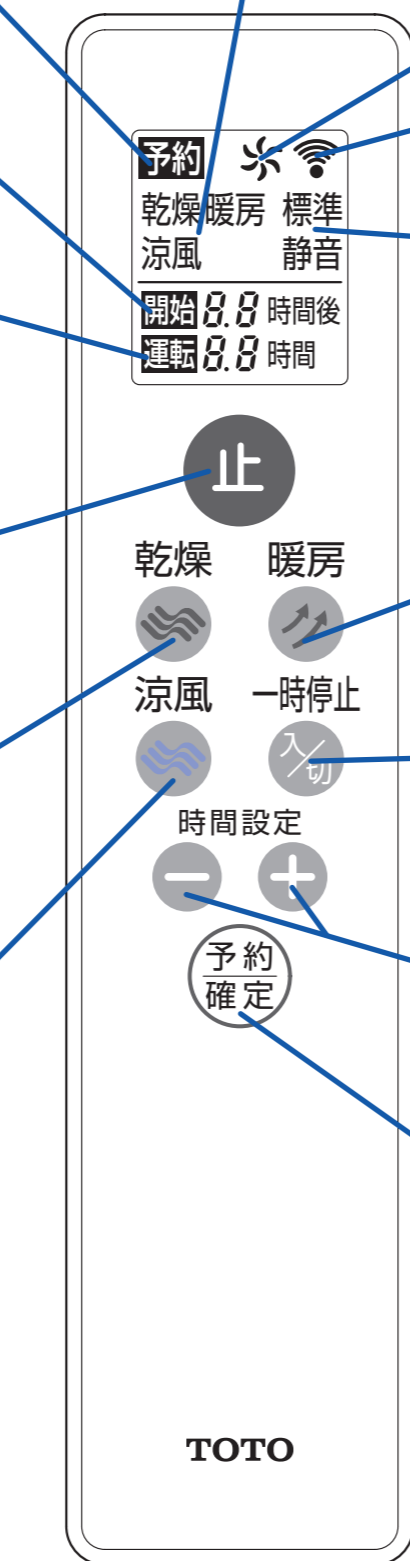 予約
乾燥暖房 標準
涼風 静音
開始 8.8 時間後
運転 8.8 時間
止
乾燥 暖房
涼風 一時停止
入/切
時間設定
− +
予約
確定
TOTO